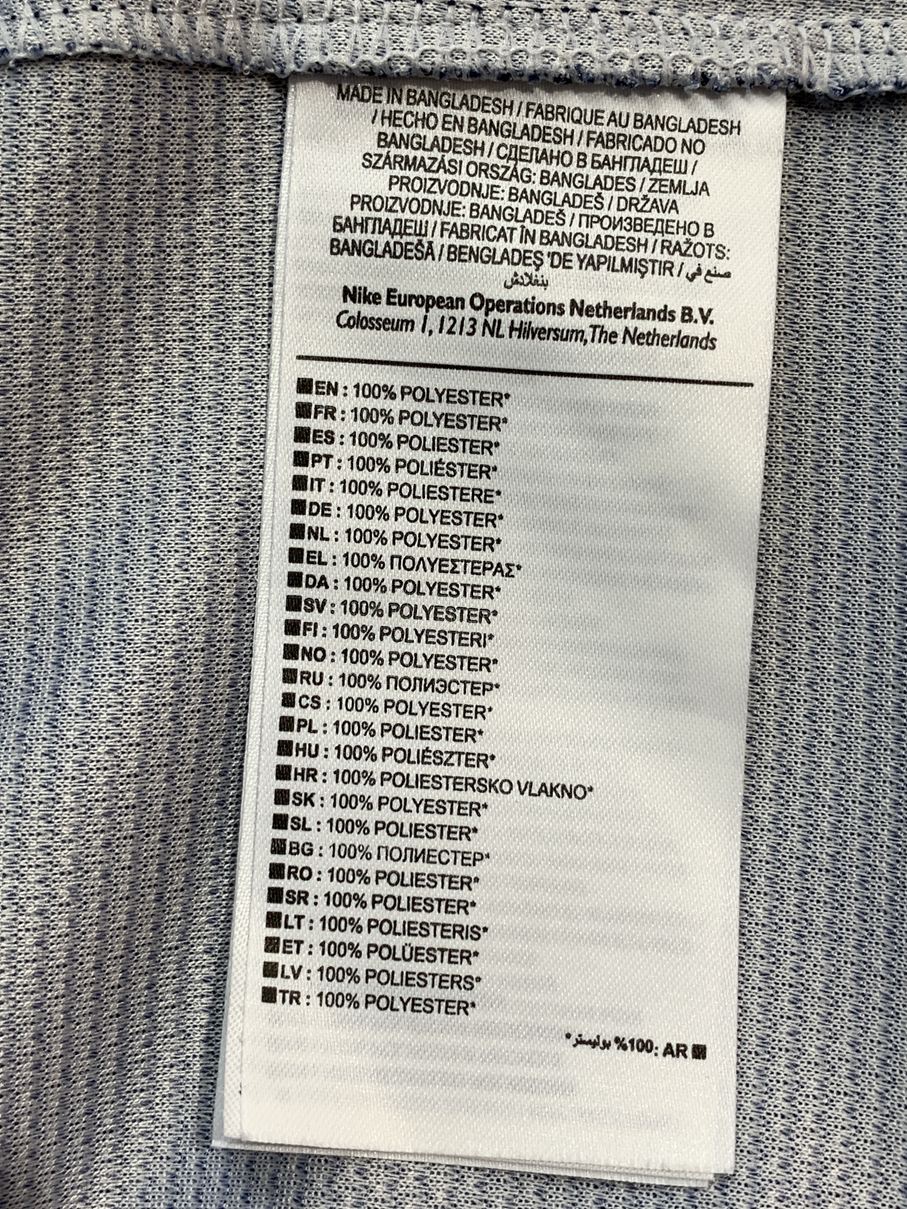 MADE IN BANGLADESH / FABRIQUE AU BANGLADESH
/ HECHO EN BANGLADESH / FABRICADO NO
BANGLADESH / СДЕЛАНО В БАНГЛАДЕШ /
SZÁRMAZÁSI ORSZÁG: BANGLADES / ZEMLJA
PROIZVODNJE: BANGLADEŠ / DRŽAVA
PROIZVODNJE: BANGLADEŠ / ПРОИЗВЕДЕНО В
БАНГЛАДЕШ / FABRICAT ÎN BANGLADESH / RAŽOTS:
BANGLADEŠĀ / BENGLADEŞ 'DE YAPILMIŞTIR / صنع في
بنغلادش
Nike European Operations Netherlands B.V.
Colosseum 1, 1213 NL Hilversum, The Netherlands
EN : 100% POLYESTER*
FR : 100% POLYESTER*
ES : 100% POLIESTER*
PT : 100% POLIÉSTER*
IT : 100% POLIESTERE*
DE : 100% POLYESTER*
NL : 100% POLYESTER*
EL : 100% ΠΟΛΥΕΣΤΕΡΑΣ*
DA : 100% POLYESTER*
SV : 100% POLYESTER*
FI : 100% POLYESTERI*
NO : 100% POLYESTER*
RU : 100% ПОЛИЭСТЕР*
CS : 100% POLYESTER*
PL : 100% POLIESTER*
HU : 100% POLIÉSZTER*
HR : 100% POLIESTERSKO VLAKNO*
SK : 100% POLYESTER*
SL : 100% POLIESTER*
BG : 100% ПОЛИЕСТЕР*
RO : 100% POLIESTER*
SR : 100% POLIESTER*
LT : 100% POLIESTERIS*
ET : 100% POLÜESTER*
LV : 100% POLIESTERS*
TR : 100% POLYESTER*
AR :100% بوليستر*